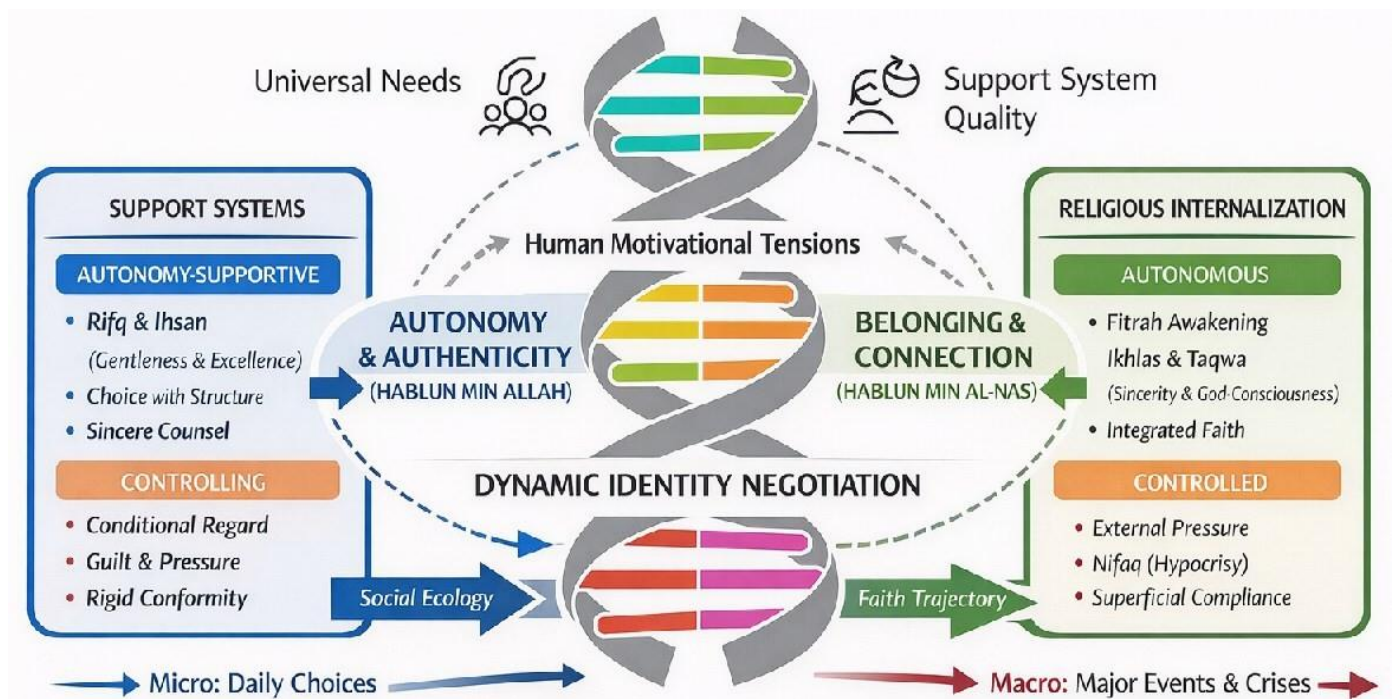 Universal Needs
Support System
Quality
SUPPORT SYSTEMS
AUTONOMY-SUPPORTIVE
• Rifq & Ihsan
(Gentleness & Excellence)
• Choice with Structure
• Sincere Counsel
CONTROLLING
• Conditional Regard
• Guilt & Pressure
• Rigid Conformity
Human Motivational Tensions
AUTONOMY
& AUTHENTICITY
(HABLUN MIN ALLAH)
BELONGING &
CONNECTION
(HABLUN MIN AL-NAS)
DYNAMIC IDENTITY NEGOTIATION
Social Ecology
Faith Trajectory
RELIGIOUS INTERNALIZATION
AUTONOMOUS
• Fitrah Awakening
Ikhlas & Taqwa
(Sincerity & God-Consciousness)
• Integrated Faith
CONTROLLED
• External Pressure
• Nifaq (Hypocrisy)
• Superficial Compliance
Micro: Daily Choices
Macro: Major Events & Crises